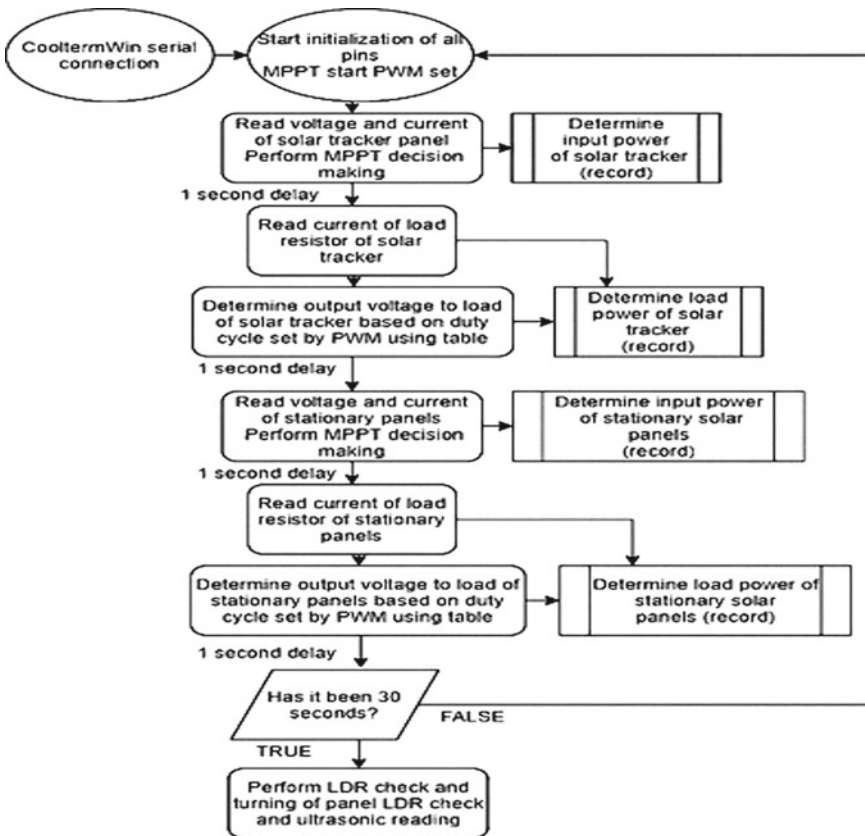 CooltermWin serial
connection
Start initialization of all
pins
MPPT start PWM set
Read voltage and current
of solar tracker panel
Perform MPPT decision
making
Determine
input power
of solar tracker
(record)
1 second delay
Read current of load
resistor of solar
tracker
Determine output voltage to load
of solar tracker based on duty
cycle set by PWM using table
Determine load
power of solar
tracker
(record)
1 second delay
Read voltage and current
of stationary panels
Perform MPPT decision
making
Determine input power
of stationary solar
panels
(record)
1 second delay
Read current of load
resistor of stationary
panels
Determine output voltage to load of
stationary panels based on duty
cycle set by PWM using table
Determine load power of
stationary solar
panels (record)
1 second delay
Has it been 30
seconds?
FALSE
TRUE
Perform LDR check and
turning of panel LDR check
and ultrasonic reading